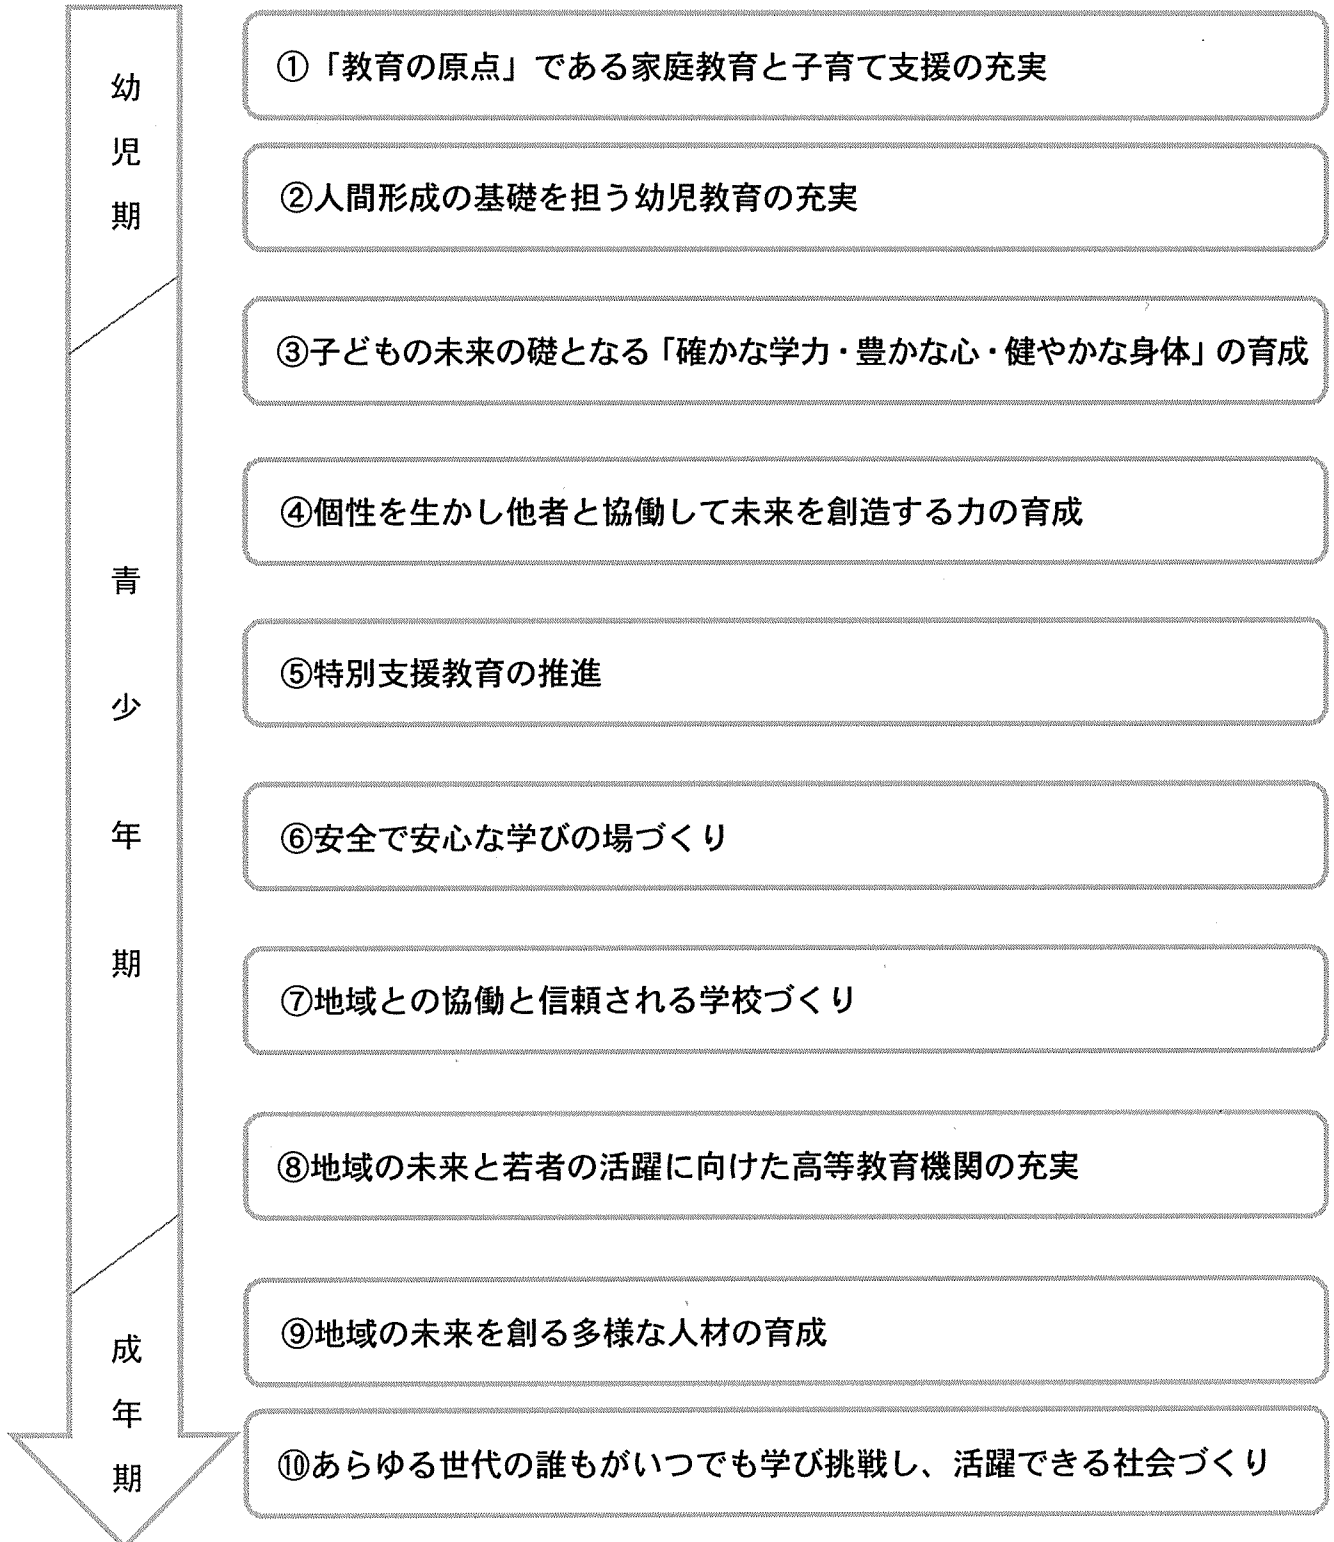 幼児期
①「教育の原点」である家庭教育と子育て支援の充実
②人間形成の基礎を担う幼児教育の充実
青少年期
③子どもの未来の礎となる「確かな学力・豊かな心・健やかな身体」の育成
④個性を生かし他者と協働して未来を創造する力の育成
⑤特別支援教育の推進
⑥安全で安心な学びの場づくり
⑦地域との協働と信頼される学校づくり
⑧地域の未来と若者の活躍に向けた高等教育機関の充実
成年期
⑨地域の未来を創る多様な人材の育成
⑩あらゆる世代の誰もがいつでも学び挑戦し、活躍できる社会づくり